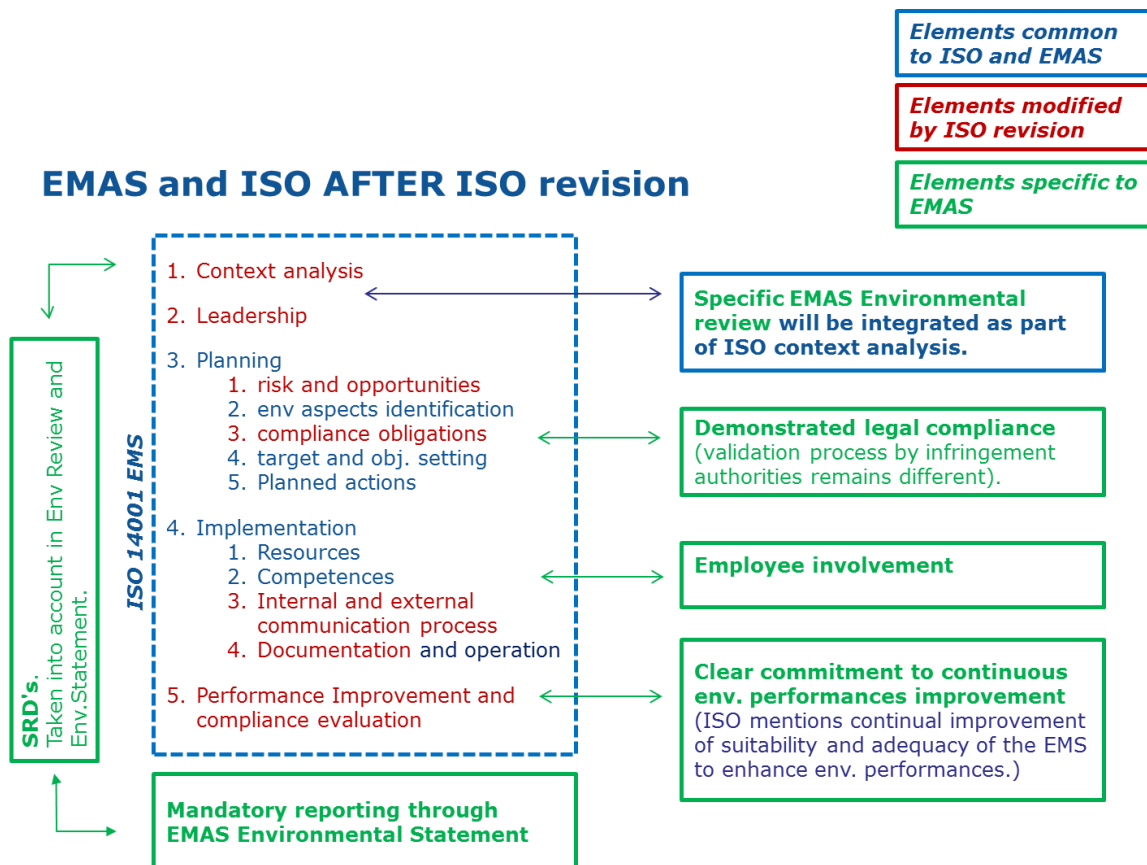 Elements common
to ISO and EMAS
Elements modified
by ISO revision
Elements specific to
EMAS
EMAS and ISO AFTER ISO revision
SRD's.
Taken into account in Env Review and
Env.Statement.
ISO 14001 EMS
1. Context analysis
2. Leadership
3. Planning
1. risk and opportunities
2. env aspects identification
3. compliance obligations
4. target and obj. setting
5. Planned actions
4. Implementation
1. Resources
2. Competences
3. Internal and external
communication process
4. Documentation and operation
5. Performance Improvement and
compliance evaluation
Specific EMAS Environmental
review will be integrated as part
of ISO context analysis.
Demonstrated legal compliance
(validation process by infringement
authorities remains different).
Employee involvement
Clear commitment to continuous
env. performances improvement
(ISO mentions continual improvement
of suitability and adequacy of the EMS
to enhance env. performances.)
Mandatory reporting through
EMAS Environmental Statement